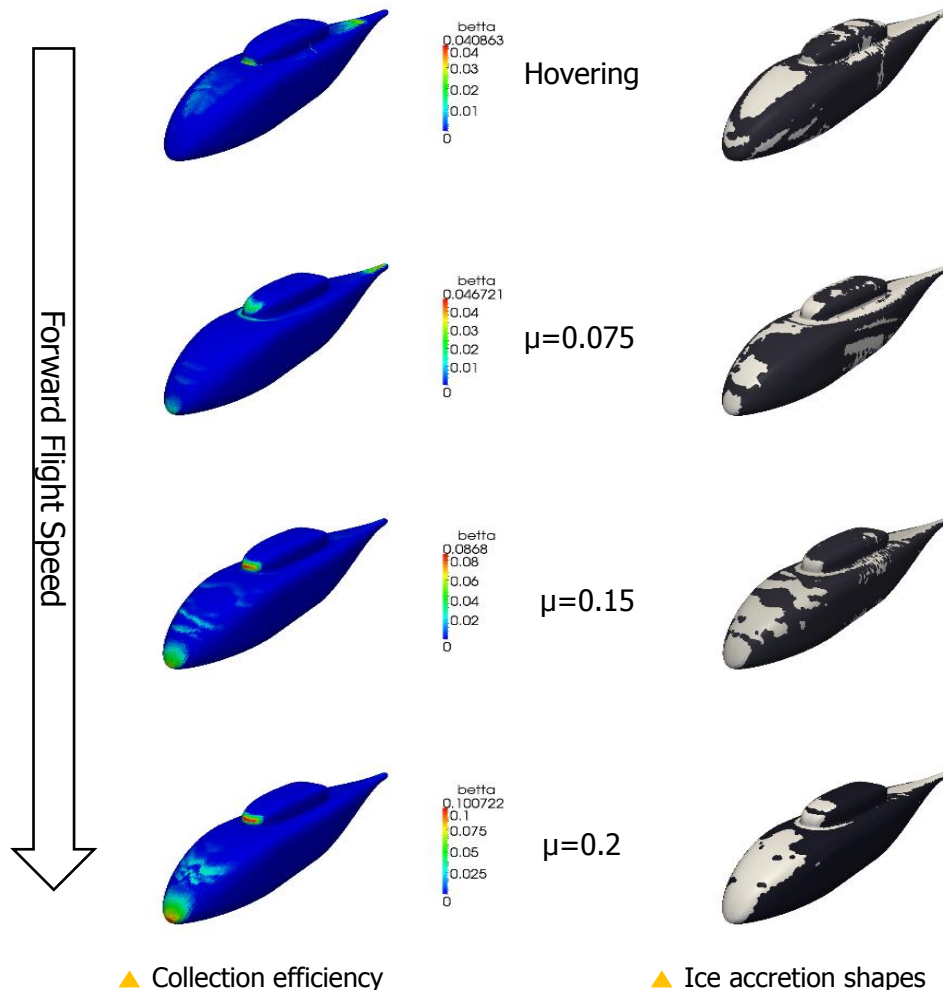 betta
0.040863
0.04
0.03
0.02
0.01
0
Hovering
betta
0.046721
0.04
0.03
0.02
0.01
0
μ=0.075
Forward Flight Speed
betta
0.0868
0.08
0.06
0.04
0.02
0
μ=0.15
betta
0.100722
0.1
0.075
0.05
0.025
0
μ=0.2
Collection efficiency
Ice accretion shapes